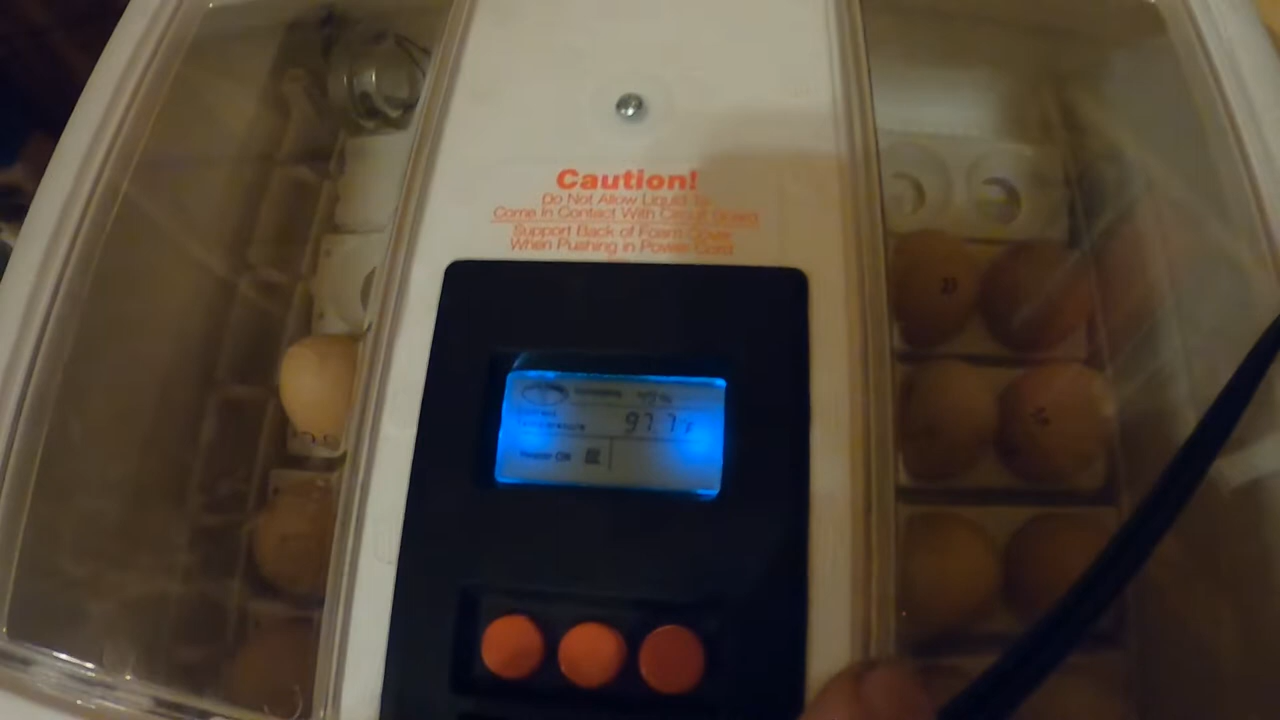 Caution!
Do Not Allow Liquid To
Come in Contact With Circuit Board
Support Back of Foam Cover
When Pushing in Power Cord
97.7